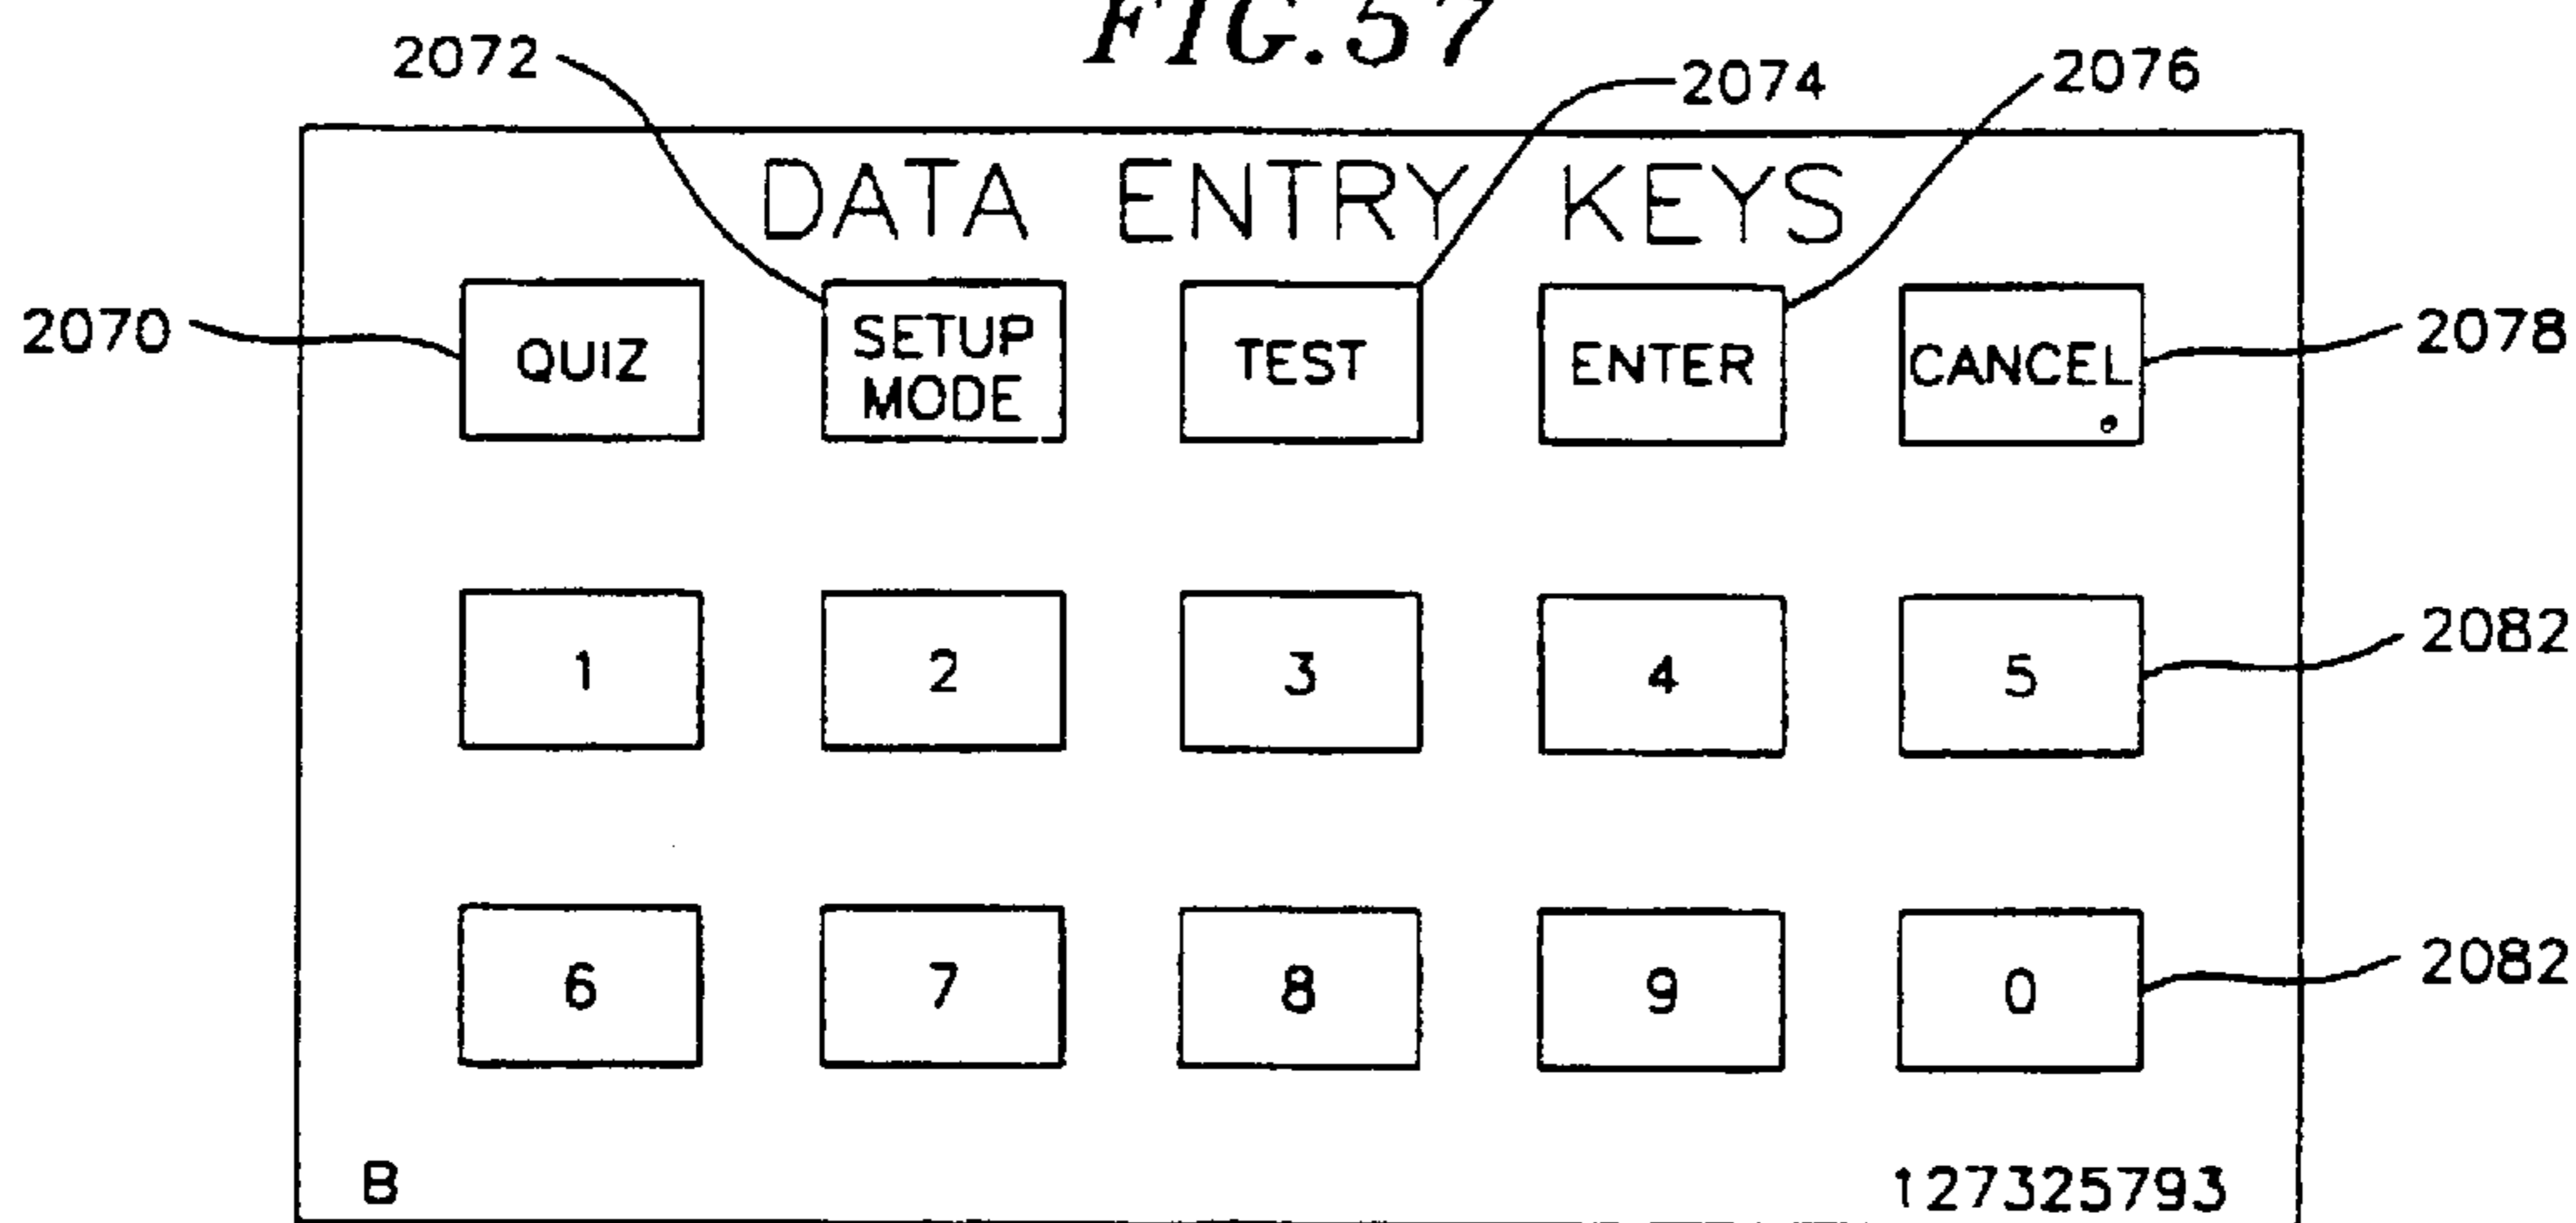 FIG. 57
2072
2074
2076
DATA ENTRY KEYS
2070
QUIZ
SETUP
MODE
TEST
ENTER
CANCEL
2078
1
2
3
4
5
2082
6
7
8
9
0
2082
B
127325793